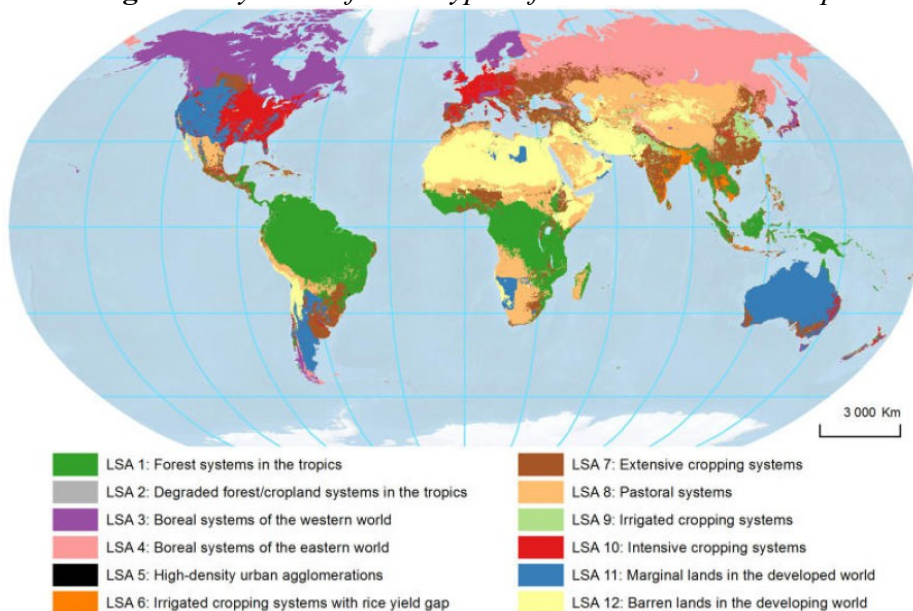 3 000 Km
LSA 1: Forest systems in the tropics
LSA 2: Degraded forest/cropland systems in the tropics
LSA 3: Boreal systems of the western world
LSA 4: Boreal systems of the eastern world
LSA 5: High-density urban agglomerations
LSA 6: Irrigated cropping systems with rice yield gap
LSA 7: Extensive cropping systems
LSA 8: Pastoral systems
LSA 9: Irrigated cropping systems
LSA 10: Intensive cropping systems
LSA 11: Marginal lands in the developed world
LSA 12: Barren lands in the developing world